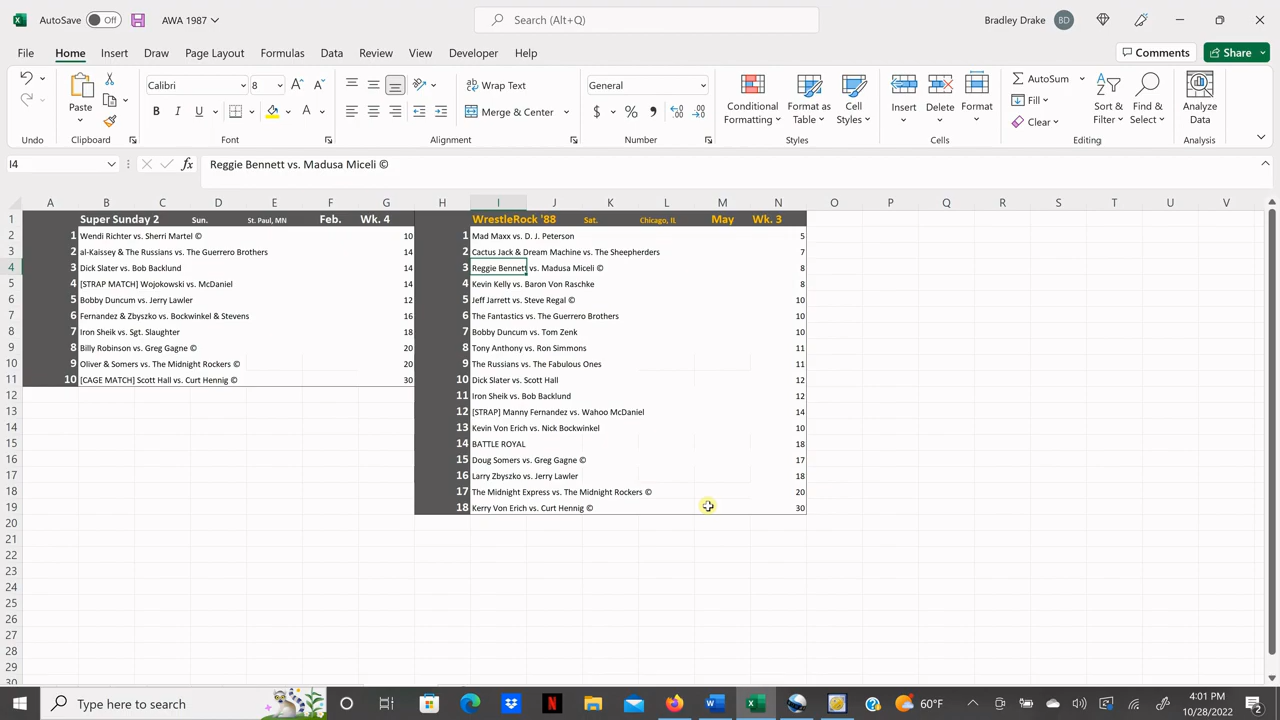 AutoSave Off AWA 1987 Search (Alt+Q) Bradley Drake BD
File Home Insert Draw Page Layout Formulas Data Review View Developer Help Comments Share
Paste Calibri 8 Wrap Text General Conditional Formatting Format as Table Cell Styles Insert Delete Format AutoSum Sort & Filter Find & Select Analyze Data
B I U Merge & Center $ % Fill Clear
Undo Clipboard Font Alignment Number Styles Cells Editing Analysis
I4 fx Reggie Bennett vs. Madusa Miceli ©
A B C D E F G H I J K L M N O P Q R S T U V
1 Super Sunday 2 Sun. St. Paul, MN Feb. Wk. 4 WrestleRock '88 Sat. Chicago, IL May Wk. 3
2 1 Wendi Richter vs. Sherri Martel © 10 1 Mad Maxx vs. D. J. Peterson 5
3 2 al-Kaissey & The Russians vs. The Guerrero Brothers 14 2 Cactus Jack & Dream Machine vs. The Sheepherders 7
4 3 Dick Slater vs. Bob Backlund 14 3 Reggie Bennett vs. Madusa Miceli © 8
5 4 [STRAP MATCH] Wojokowski vs. McDaniel 14 4 Kevin Kelly vs. Baron Von Raschke 8
6 5 Bobby Duncum vs. Jerry Lawler 12 5 Jeff Jarrett vs. Steve Regal © 10
7 6 Fernandez & Zbyszko vs. Bockwinkel & Stevens 16 6 The Fantastics vs. The Guerrero Brothers 10
8 7 Iron Sheik vs. Sgt. Slaughter 18 7 Bobby Duncum vs. Tom Zenk 10
9 8 Billy Robinson vs. Greg Gagne © 20 8 Tony Anthony vs. Ron Simmons 11
10 9 Oliver & Somers vs. The Midnight Rockers © 20 9 The Russians vs. The Fabulous Ones 11
11 10 [CAGE MATCH] Scott Hall vs. Curt Hennig © 30 10 Dick Slater vs. Scott Hall 12
12 11 Iron Sheik vs. Bob Backlund 12
13 12 [STRAP] Manny Fernandez vs. Wahoo McDaniel 14
14 13 Kevin Von Erich vs. Nick Bockwinkel 10
15 14 BATTLE ROYAL 18
16 15 Doug Somers vs. Greg Gagne © 17
17 16 Larry Zbyszko vs. Jerry Lawler 18
18 17 The Midnight Express vs. The Midnight Rockers © 20
19 18 Kerry Von Erich vs. Curt Hennig © 30
20
21
22
23
24
25
26
27
28
29
30
Type here to search 60°F 4:01 PM
10/28/2022 2